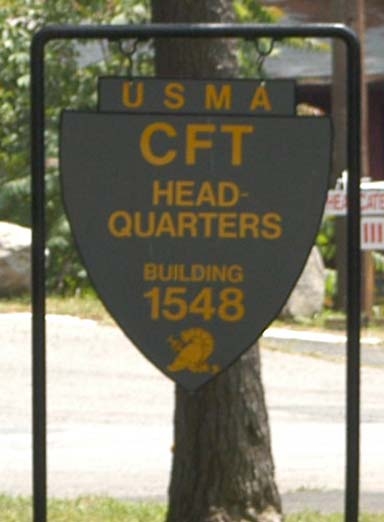 USMA
CFT
HEAD-
QUARTERS
BUILDING
1548